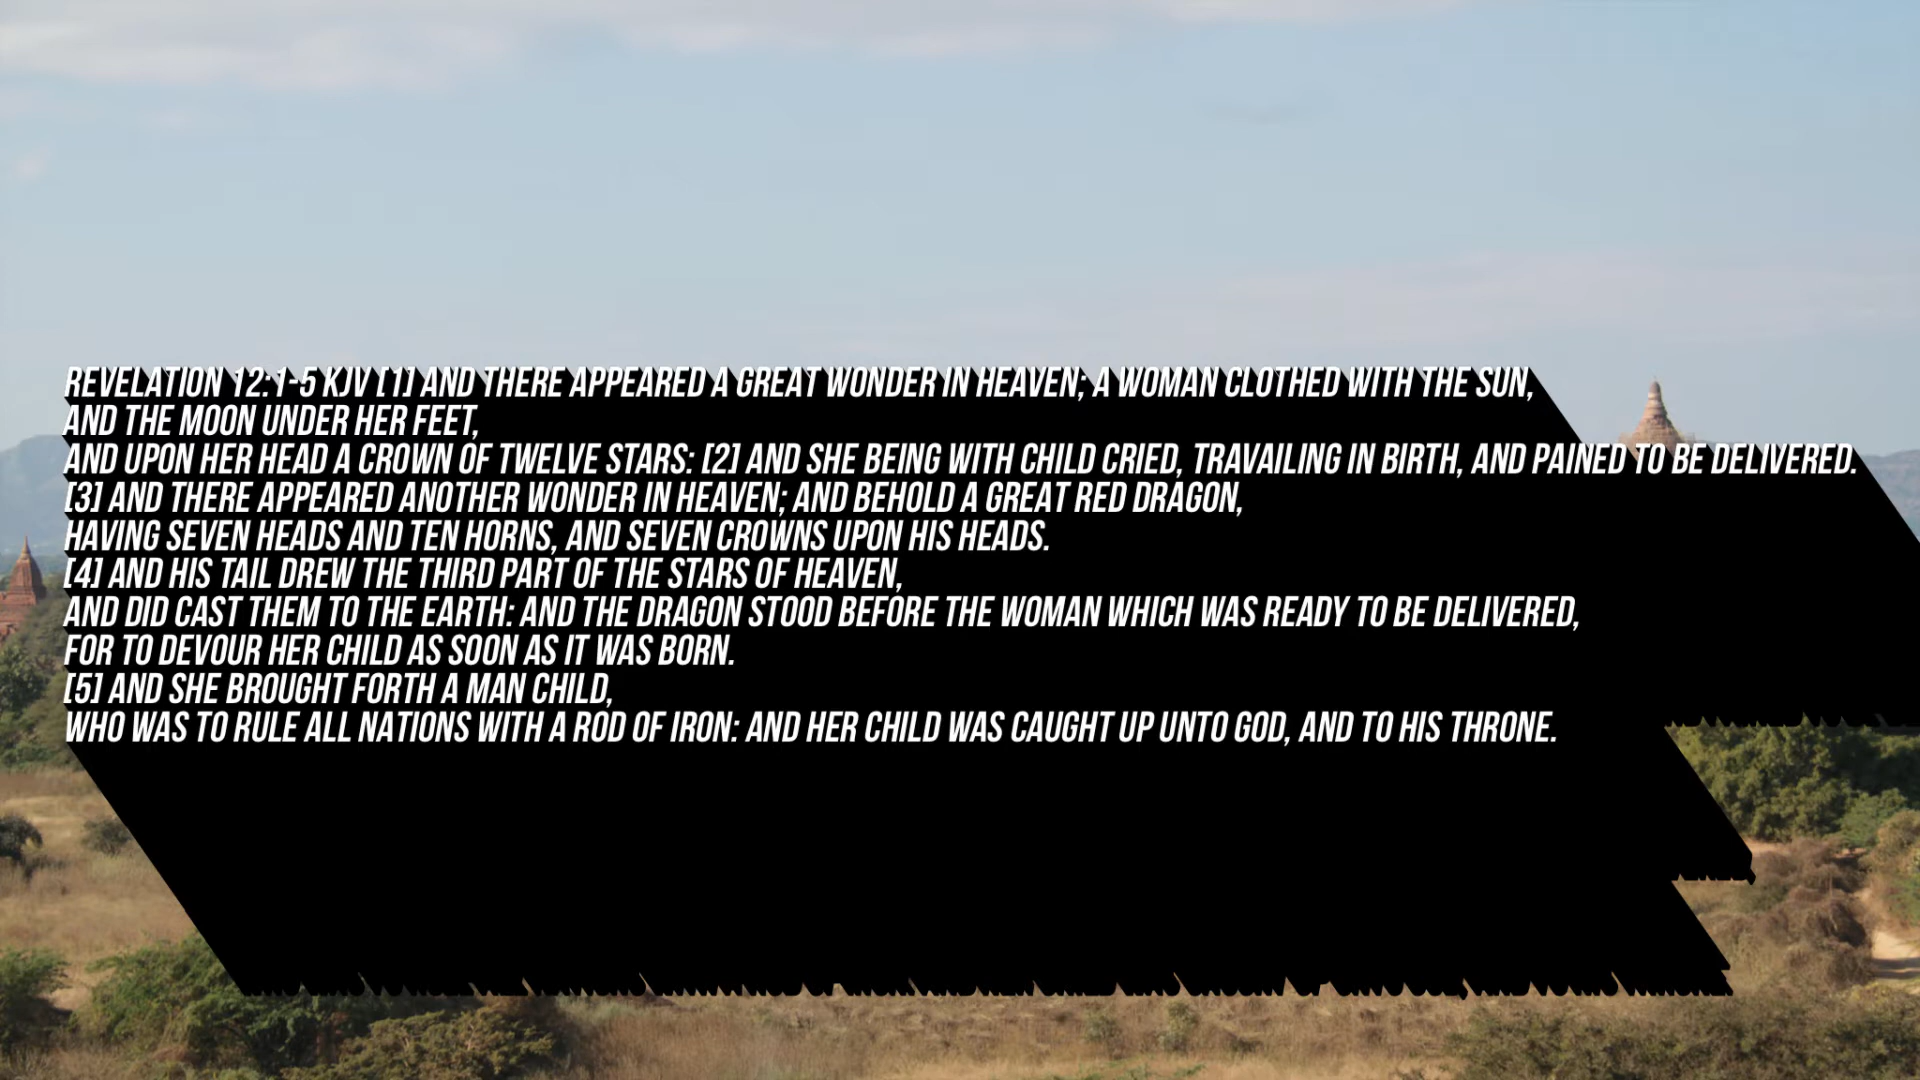 REVELATION 12:1-5 KJV [1] AND THERE APPEARED A GREAT WONDER IN HEAVEN; A WOMAN CLOTHED WITH THE SUN,
AND THE MOON UNDER HER FEET,
AND UPON HER HEAD A CROWN OF TWELVE STARS: [2] AND SHE BEING WITH CHILD CRIED, TRAVAILING IN BIRTH, AND PAINED TO BE DELIVERED.
[3] AND THERE APPEARED ANOTHER WONDER IN HEAVEN; AND BEHOLD A GREAT RED DRAGON,
HAVING SEVEN HEADS AND TEN HORNS, AND SEVEN CROWNS UPON HIS HEADS.
[4] AND HIS TAIL DREW THE THIRD PART OF THE STARS OF HEAVEN,
AND DID CAST THEM TO THE EARTH: AND THE DRAGON STOOD BEFORE THE WOMAN WHICH WAS READY TO BE DELIVERED,
FOR TO DEVOUR HER CHILD AS SOON AS IT WAS BORN.
[5] AND SHE BROUGHT FORTH A MAN CHILD,
WHO WAS TO RULE ALL NATIONS WITH A ROD OF IRON: AND HER CHILD WAS CAUGHT UP UNTO GOD, AND TO HIS THRONE.